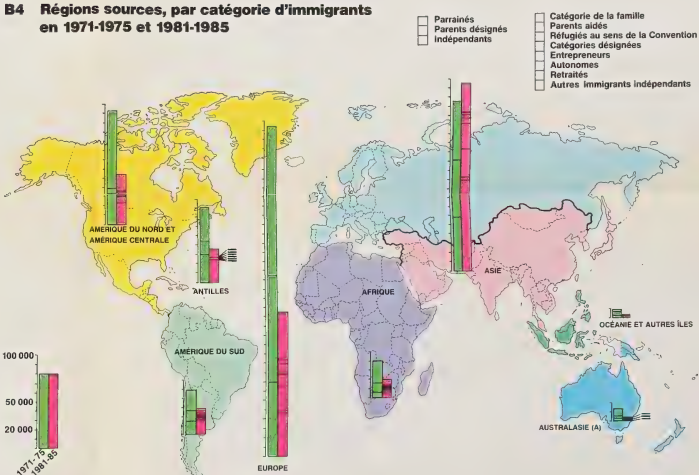 B4 Régions sources, par catégorie d'immigrants
en 1971-1975 et 1981-1985
Parrainés
Parents désignés
Indépendants
Catégorie de la famille
Parents aidés
Réfugiés au sens de la Convention
Catégories désignées
Entrepreneurs
Autonomes
Retraités
Autres immigrants indépendants
AMÉRIQUE DU NORD ET
AMÉRIQUE CENTRALE
ANTILLES
AMÉRIQUE DU SUD
EUROPE
AFRIQUE
ASIE
OCÉANIE ET AUTRES ÎLES
AUSTRALASIE (A)
100 000
50 000
20 000
1971-75
1981-85